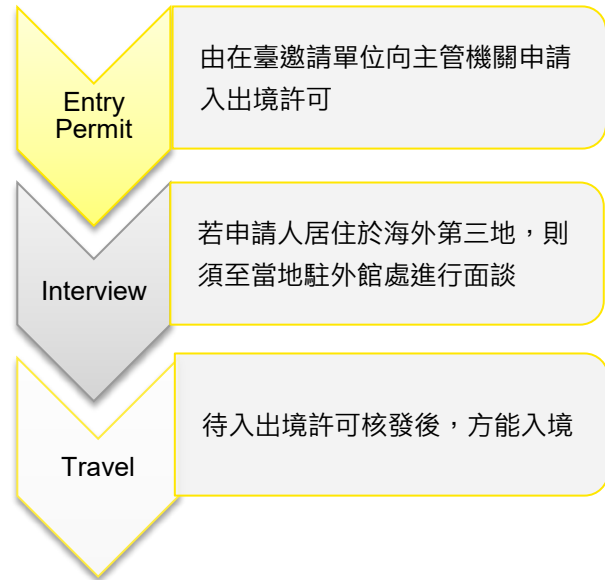 Entry
Permit
由在臺邀請單位向主管機關申請
入出境許可
Interview
若申請人居住於海外第三地，則
須至當地駐外館處進行面談
Travel
待入出境許可核發後，方能入境